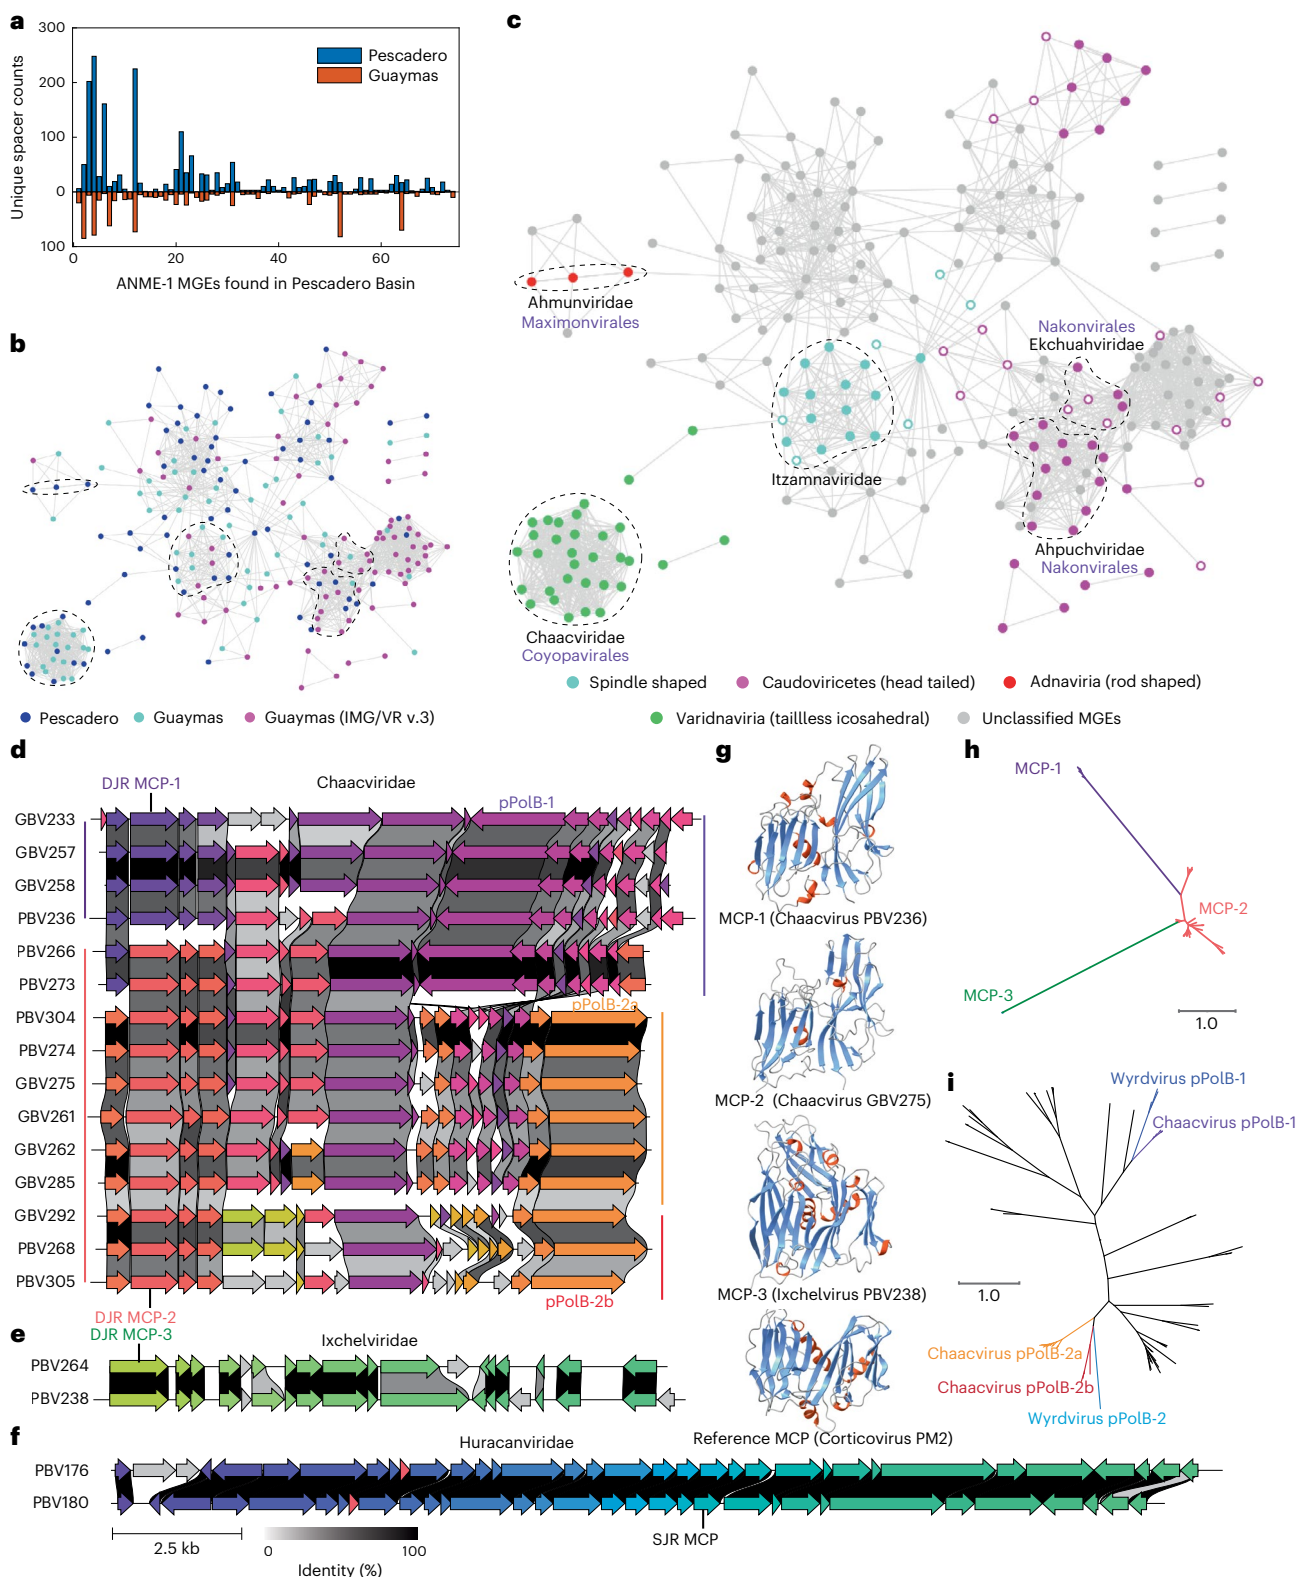 a
300
200
100
0
100
Unique spacer counts
Pescadero
Guaymas
0
20
40
60
ANME-1 MGEs found in Pescadero Basin
b
Pescadero
Guaymas
Guaymas (IMG/VR v.3)
c
Ahmunviridae
Maximonvirales
Nakonvirales
Ekchuahviridae
Itzamnaviridae
Ahpuchviridae
Nakonvirales
Chaacviridae
Coyopavirales
Spindle shaped
Caudoviricetes (head tailed)
Adnaviria (rod shaped)
Varidnaviria (taillless icosahedral)
Unclassified MGEs
d
DJR MCP-1
Chaacviridae
pPolB-1
GBV233
GBV257
GBV258
PBV236
PBV266
PBV273
pPolB-2a
PBV304
PBV274
GBV275
GBV261
GBV262
GBV285
GBV292
PBV268
PBV305
pPolB-2b
DJR MCP-2
DJR MCP-3
e
Ixchelviridae
PBV264
PBV238
f
Huracanviridae
PBV176
PBV180
SJR MCP
2.5 kb
0
100
Identity (%)
g
MCP-1 (Chaacvirus PBV236)
MCP-2 (Chaacvirus GBV275)
MCP-3 (Ixchelvirus PBV238)
Reference MCP (Corticovirus PM2)
h
MCP-1
MCP-2
MCP-3
1.0
i
Wyrdvirus pPolB-1
Chaacvirus pPolB-1
1.0
Chaacvirus pPolB-2a
Chaacvirus pPolB-2b
Wyrdvirus pPolB-2